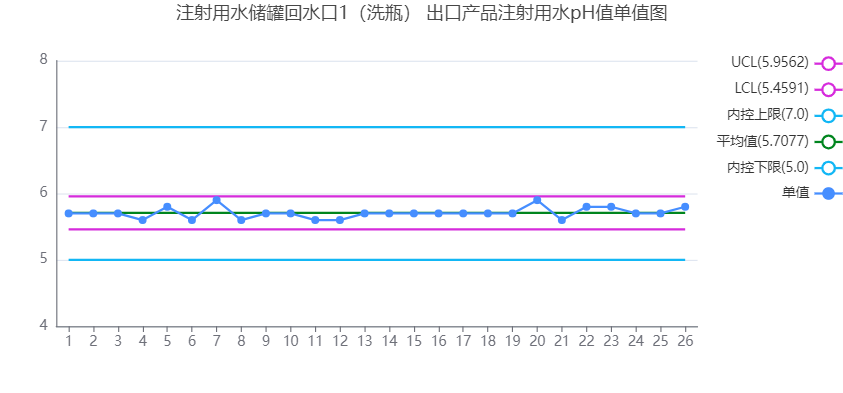 注射用水储罐回水口1（洗瓶） 出口产品注射用水pH值单值图
UCL(5.9562)
LCL(5.4591)
内控上限(7.0)
平均值(5.7077)
内控下限(5.0)
单值
8
7
6
5
4
1 2 3 4 5 6 7 8 9 10 11 12 13 14 15 16 17 18 19 20 21 22 23 24 25 26